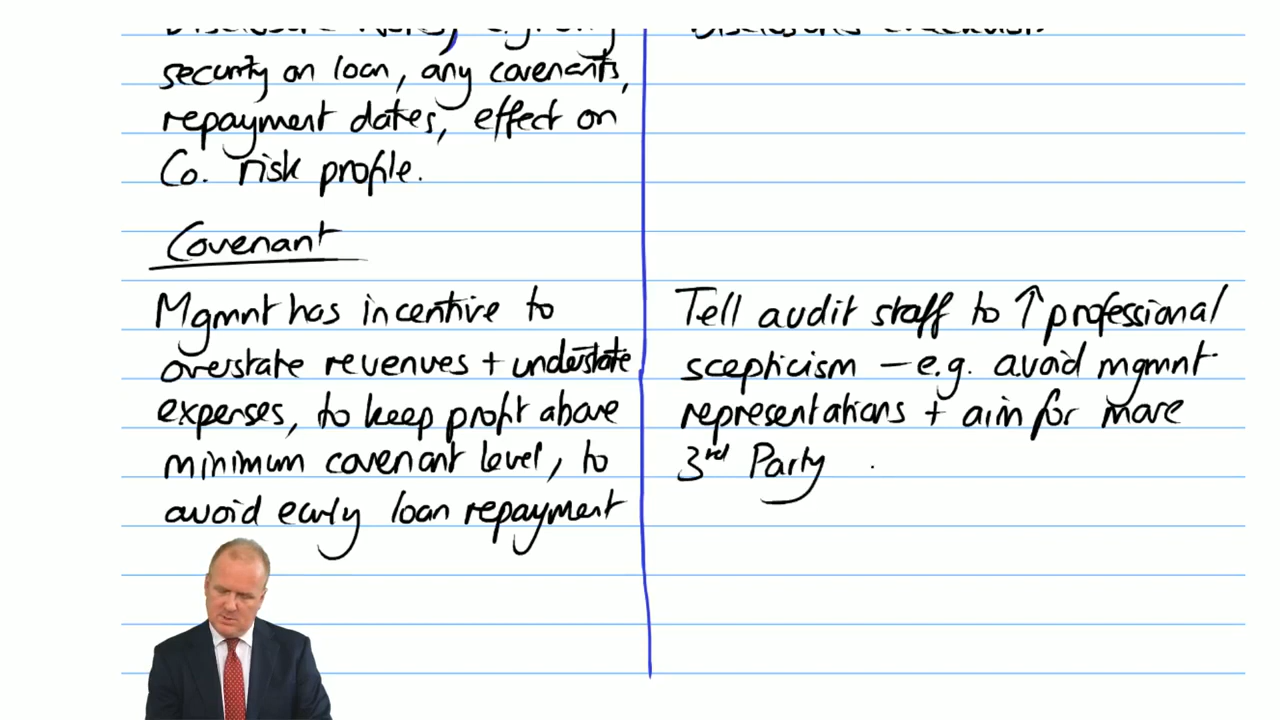 security on loan, any covenants,
repayment dates, effect on
Co. risk profile.
Covenant
Mgmnt has incentive to
overstate revenues + understate
expenses, to keep profit above
minimum covenant level, to
avoid early loan repayment
Tell audit staff to ↑ professional
scepticism – e.g. avoid mgmnt
representations + aim for more
3rd Party